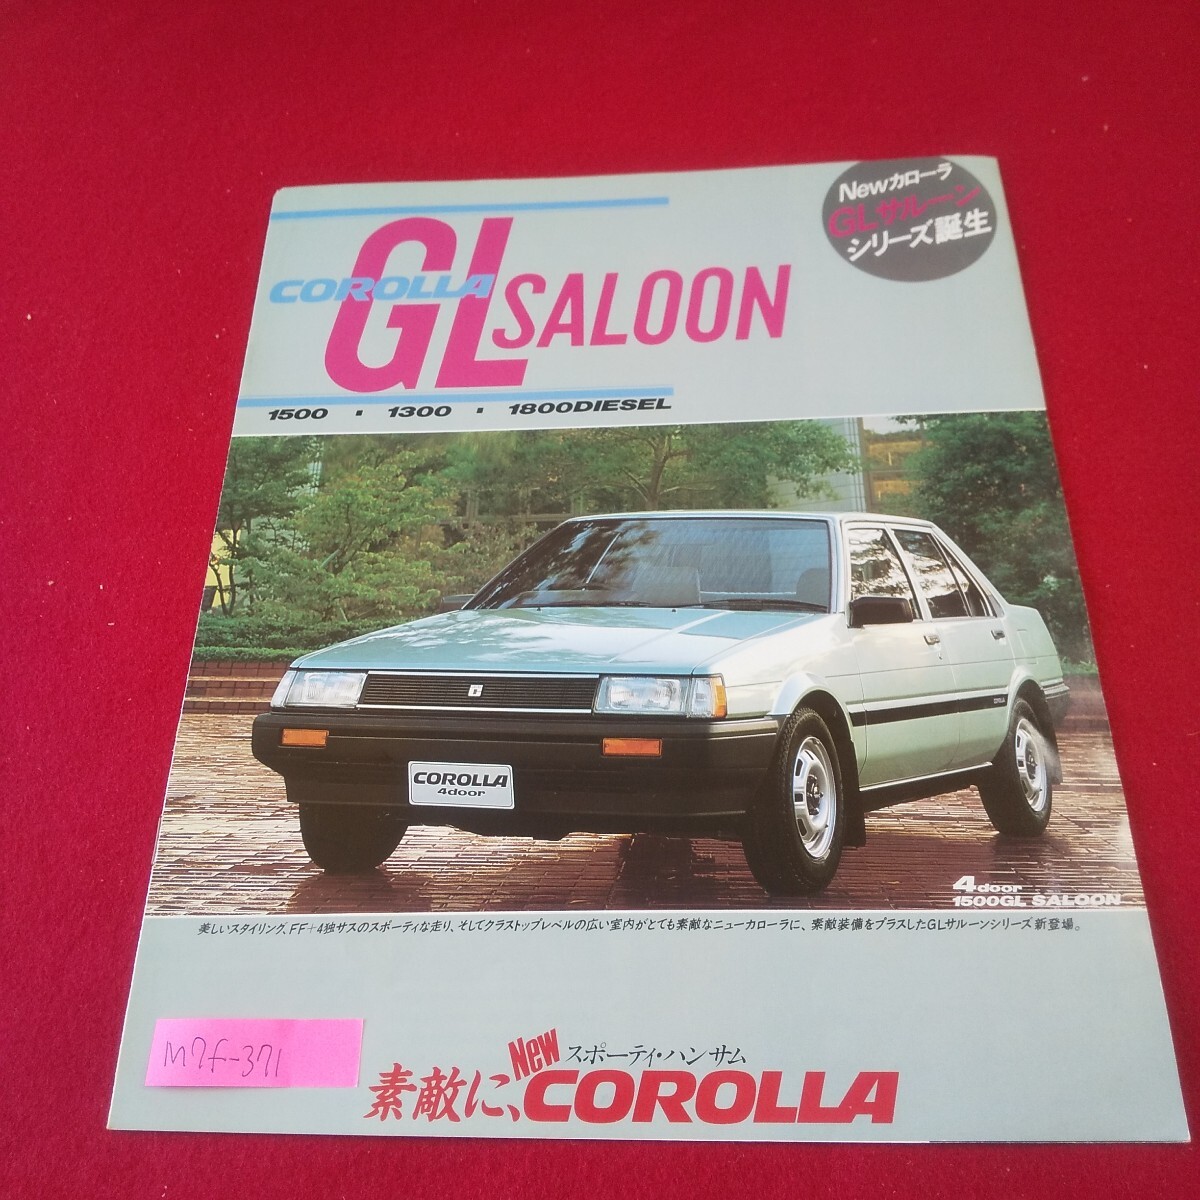 Newカローラ
GLサルーン
シリーズ誕生
COROLLA
GL SALOON
1500 ▪ 1300 ▪ 1800DIESEL
COROLLA
4door
COROLLA
4door
1500GL SALOON
美しいスタイリング、FF+4独サスのスポーティな走り、そしてクラストップレベルの広い室内がとても素敵なニューカローラに、素敵装備をプラスしたGLサルーンシリーズ新登場。
M7f-371
スポーティ・ハンサム
素敵に、New COROLLA